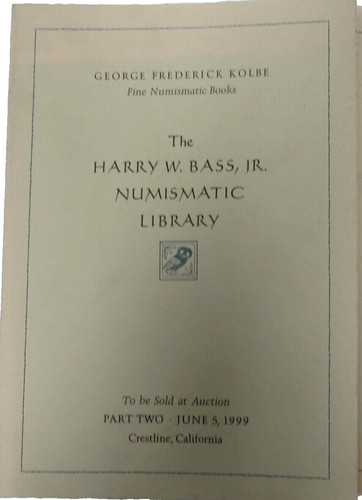 GEORGE FREDERICK KOLBE
Fine Numismatic Books
The
HARRY W. BASS, JR.
NUMISMATIC
LIBRARY
To be Sold at Auction
PART TWO · JUNE 5, 1999
Crestline, California